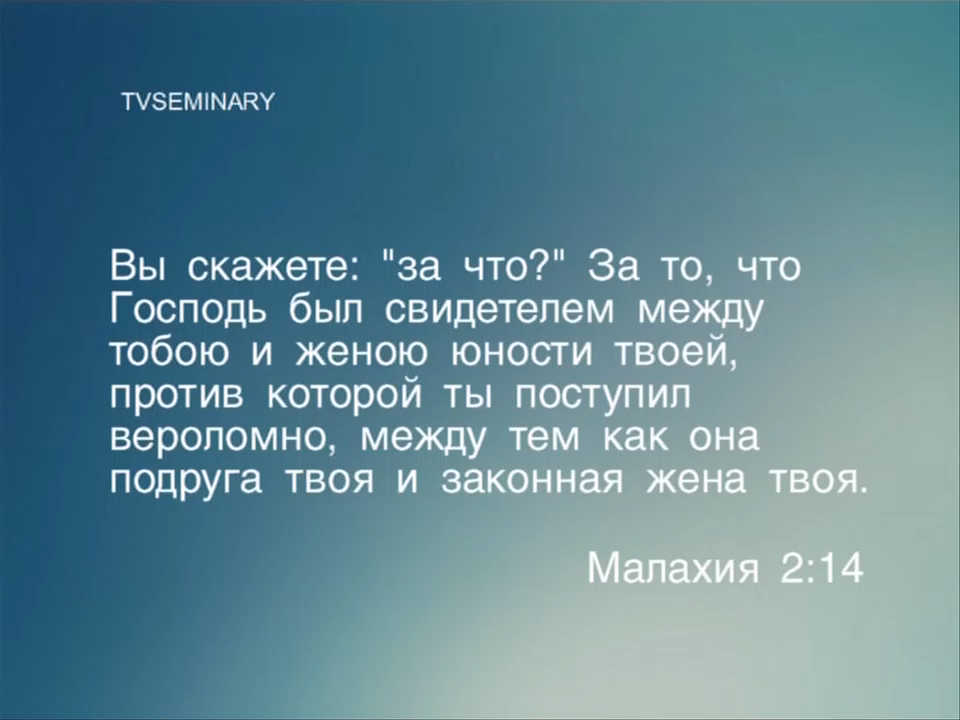 TVSEMINARY
Вы скажете: "за что?" За то, что
Господь был свидетелем между
тобою и женою юности твоей,
против которой ты поступил
вероломно, между тем как она
подруга твоя и законная жена твоя.
Малахия 2:14